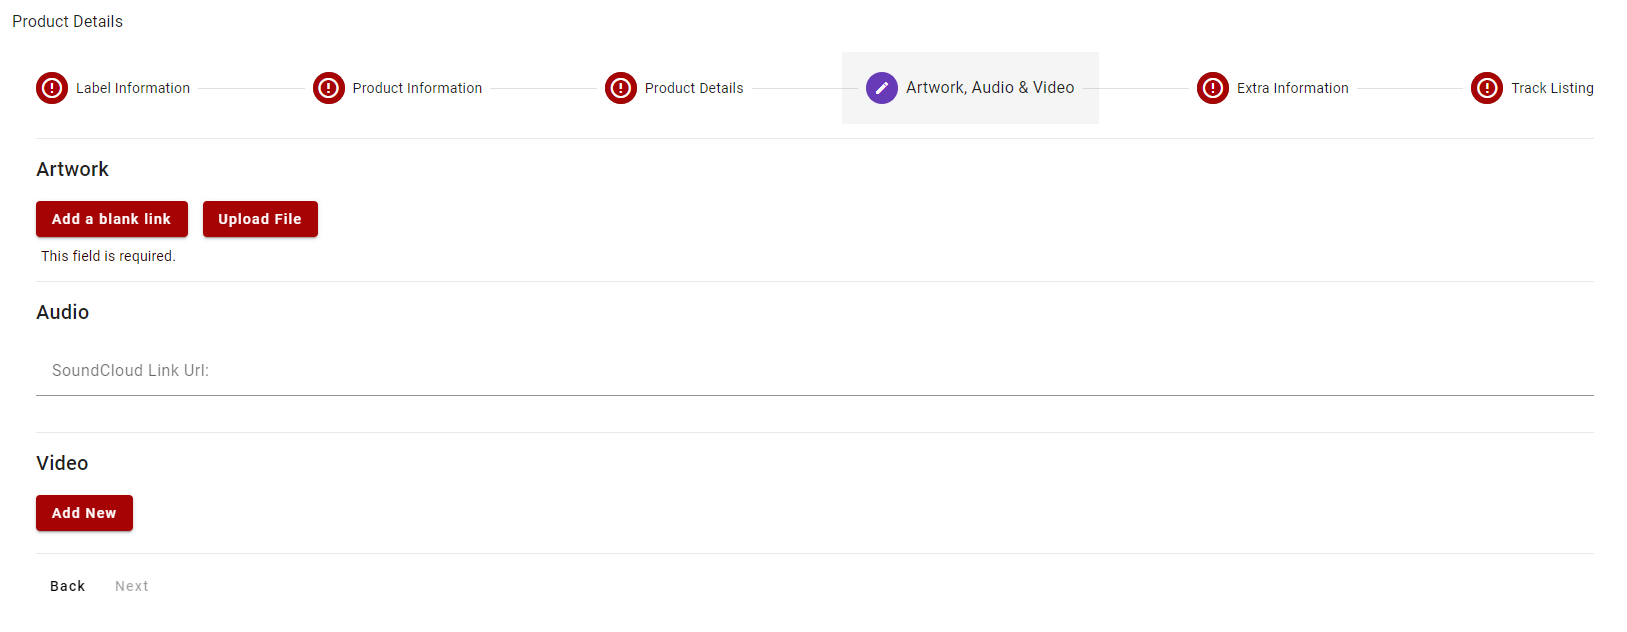 Product Details
Label Information
Product Information
Product Details
Artwork, Audio & Video
Extra Information
Track Listing
Artwork
Add a blank link
Upload File
This field is required.
Audio
SoundCloud Link Url:
Video
Add New
Back
Next